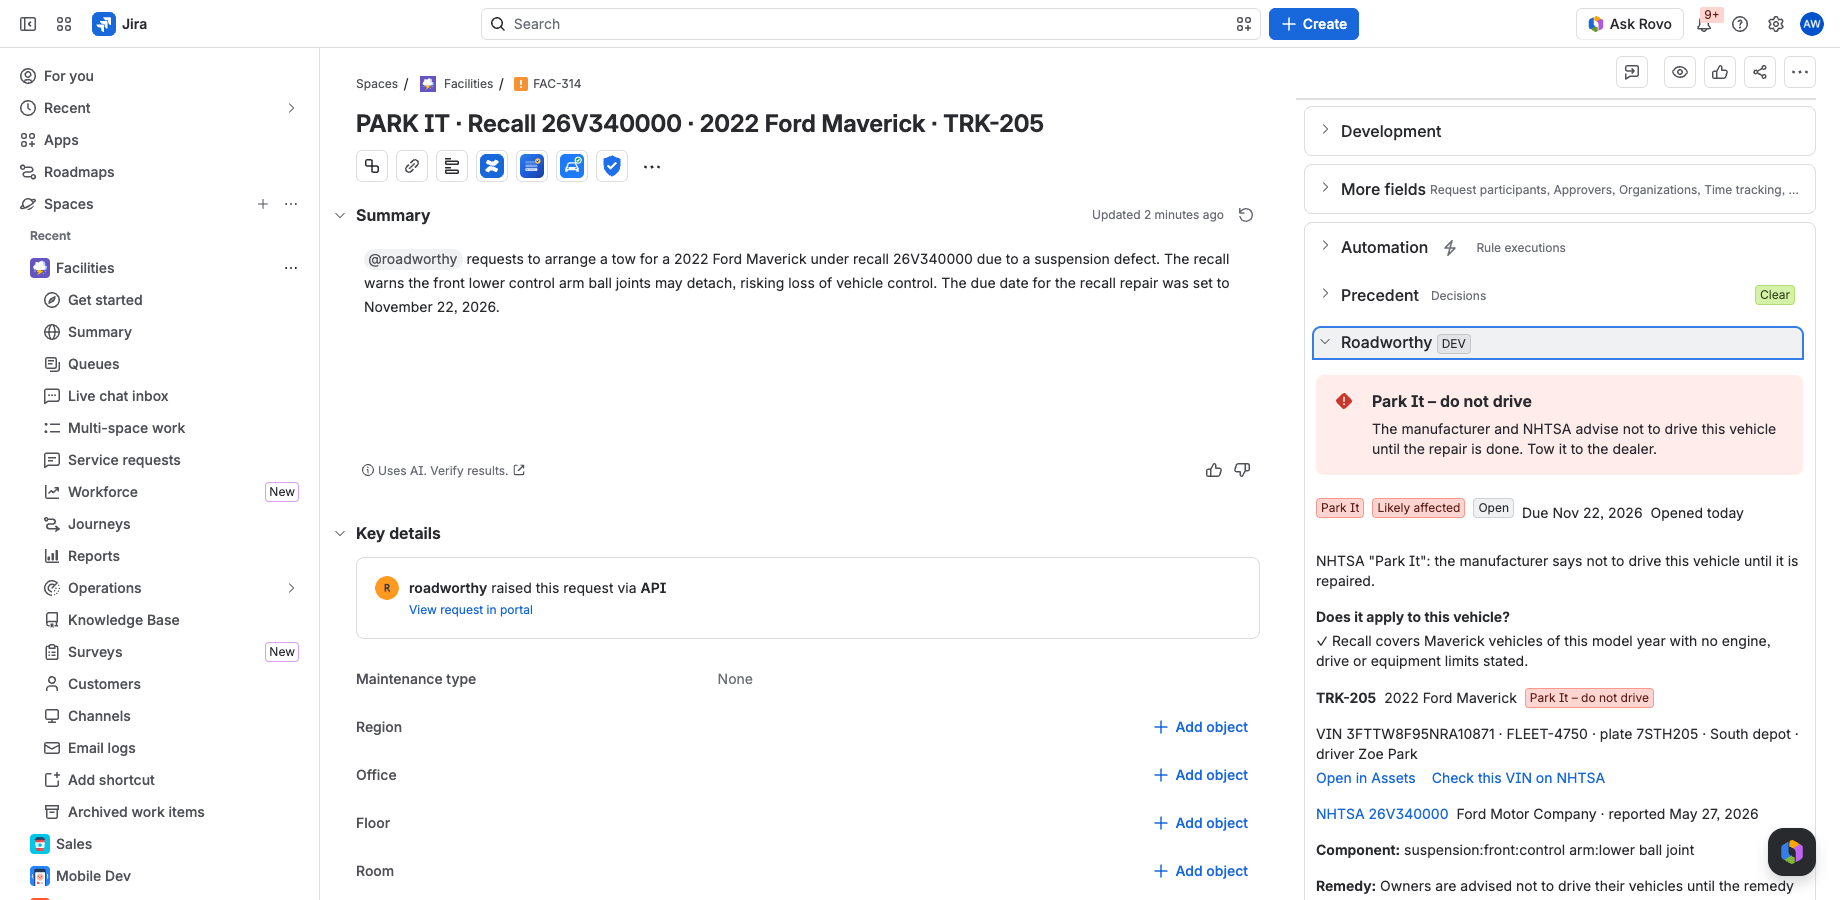 Jira
Search
Create
Ask Rovo
9+
AW
For you
Recent
Apps
Roadmaps
Spaces
Recent
Facilities
Get started
Summary
Queues
Live chat inbox
Multi-space work
Service requests
Workforce
New
Journeys
Reports
Operations
Knowledge Base
Surveys
New
Customers
Channels
Email logs
Add shortcut
Archived work items
Sales
Mobile Dev
Spaces / Facilities / FAC-314
PARK IT · Recall 26V340000 · 2022 Ford Maverick · TRK-205
Summary
Updated 2 minutes ago
@roadworthy requests to arrange a tow for a 2022 Ford Maverick under recall 26V340000 due to a suspension defect. The recall
warns the front lower control arm ball joints may detach, risking loss of vehicle control. The due date for the recall repair was set to
November 22, 2026.
Uses AI. Verify results.
Key details
R
roadworthy raised this request via API
View request in portal
Maintenance type
None
Region
Add object
Office
Add object
Floor
Add object
Room
Add object
Development
More fields Request participants, Approvers, Organizations, Time tracking, ...
Automation Rule executions
Precedent Decisions Clear
Roadworthy DEV
Park It – do not drive
The manufacturer and NHTSA advise not to drive this vehicle
until the repair is done. Tow it to the dealer.
Park It Likely affected Open Due Nov 22, 2026 Opened today
NHTSA "Park It": the manufacturer says not to drive this vehicle until it is
repaired.
Does it apply to this vehicle?
✓ Recall covers Maverick vehicles of this model year with no engine,
drive or equipment limits stated.
TRK-205 2022 Ford Maverick Park It – do not drive
VIN 3FTTW8F95NRA10871 · FLEET-4750 · plate 7STH205 · South depot ·
driver Zoe Park
Open in Assets Check this VIN on NHTSA
NHTSA 26V340000 Ford Motor Company · reported May 27, 2026
Component: suspension:front:control arm:lower ball joint
Remedy: Owners are advised not to drive their vehicles until the remedy